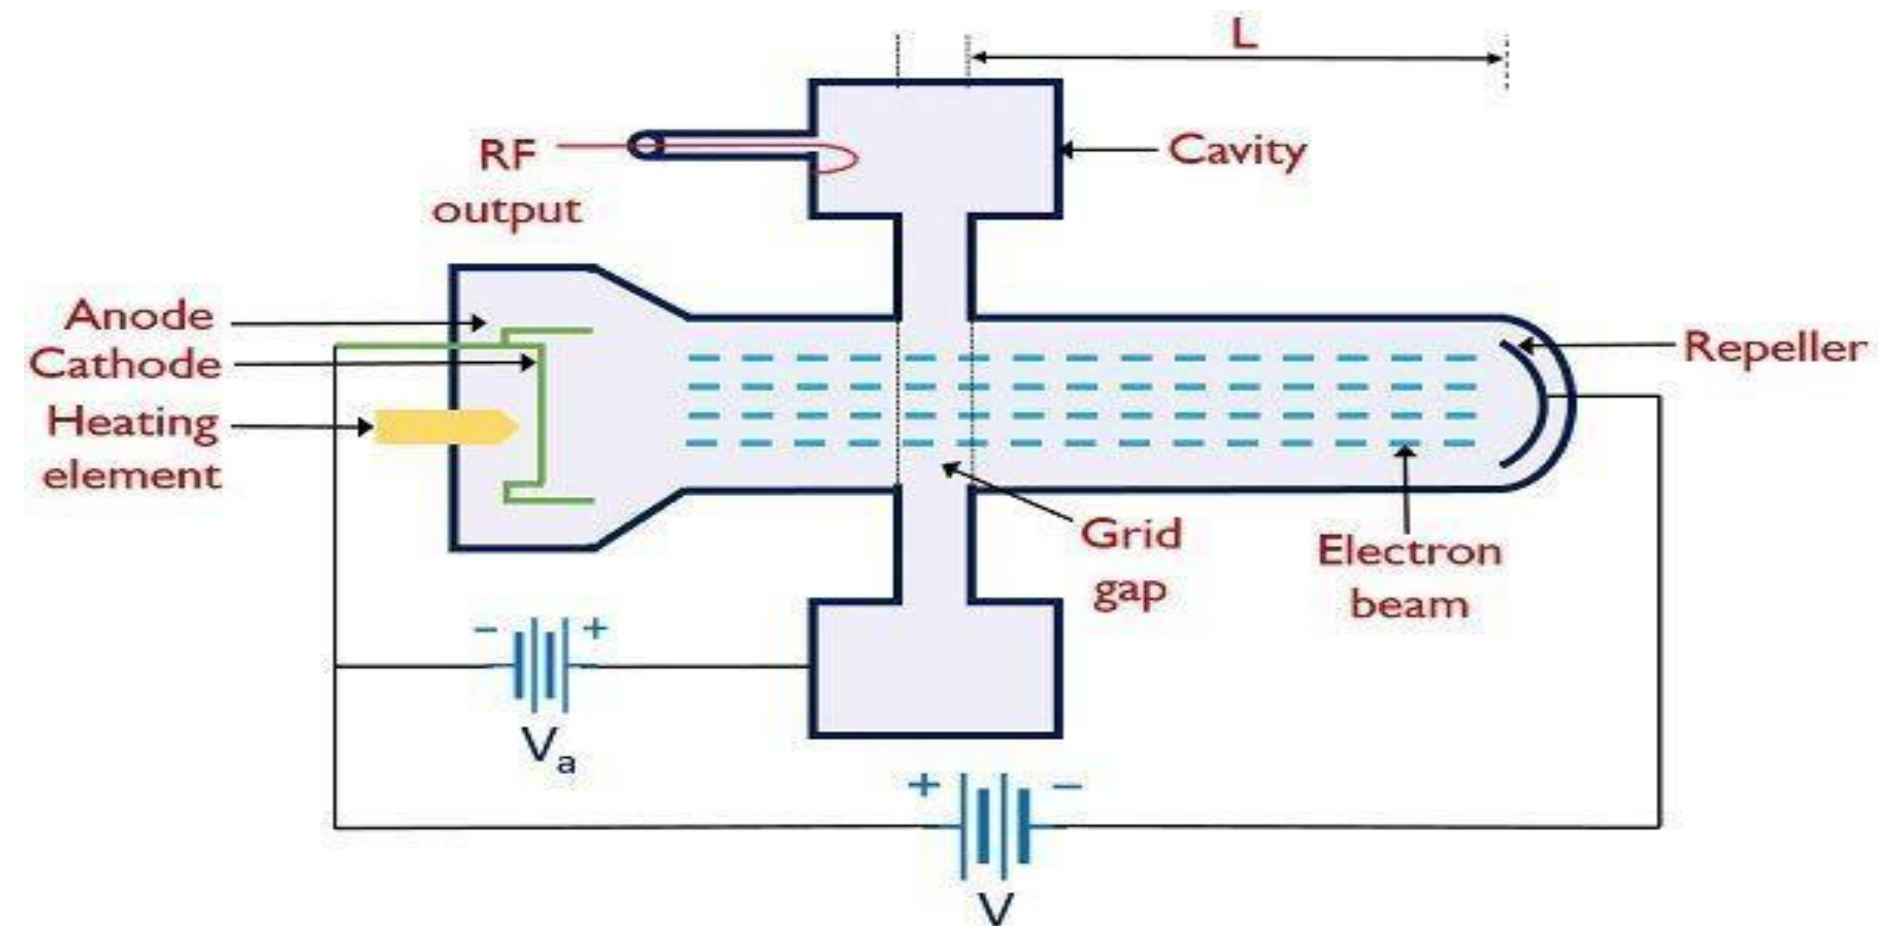 L
RF
output
Cavity
Anode
Cathode
Heating
element
Repeller
Grid
gap
Electron
beam
- +
Va
+ -
V